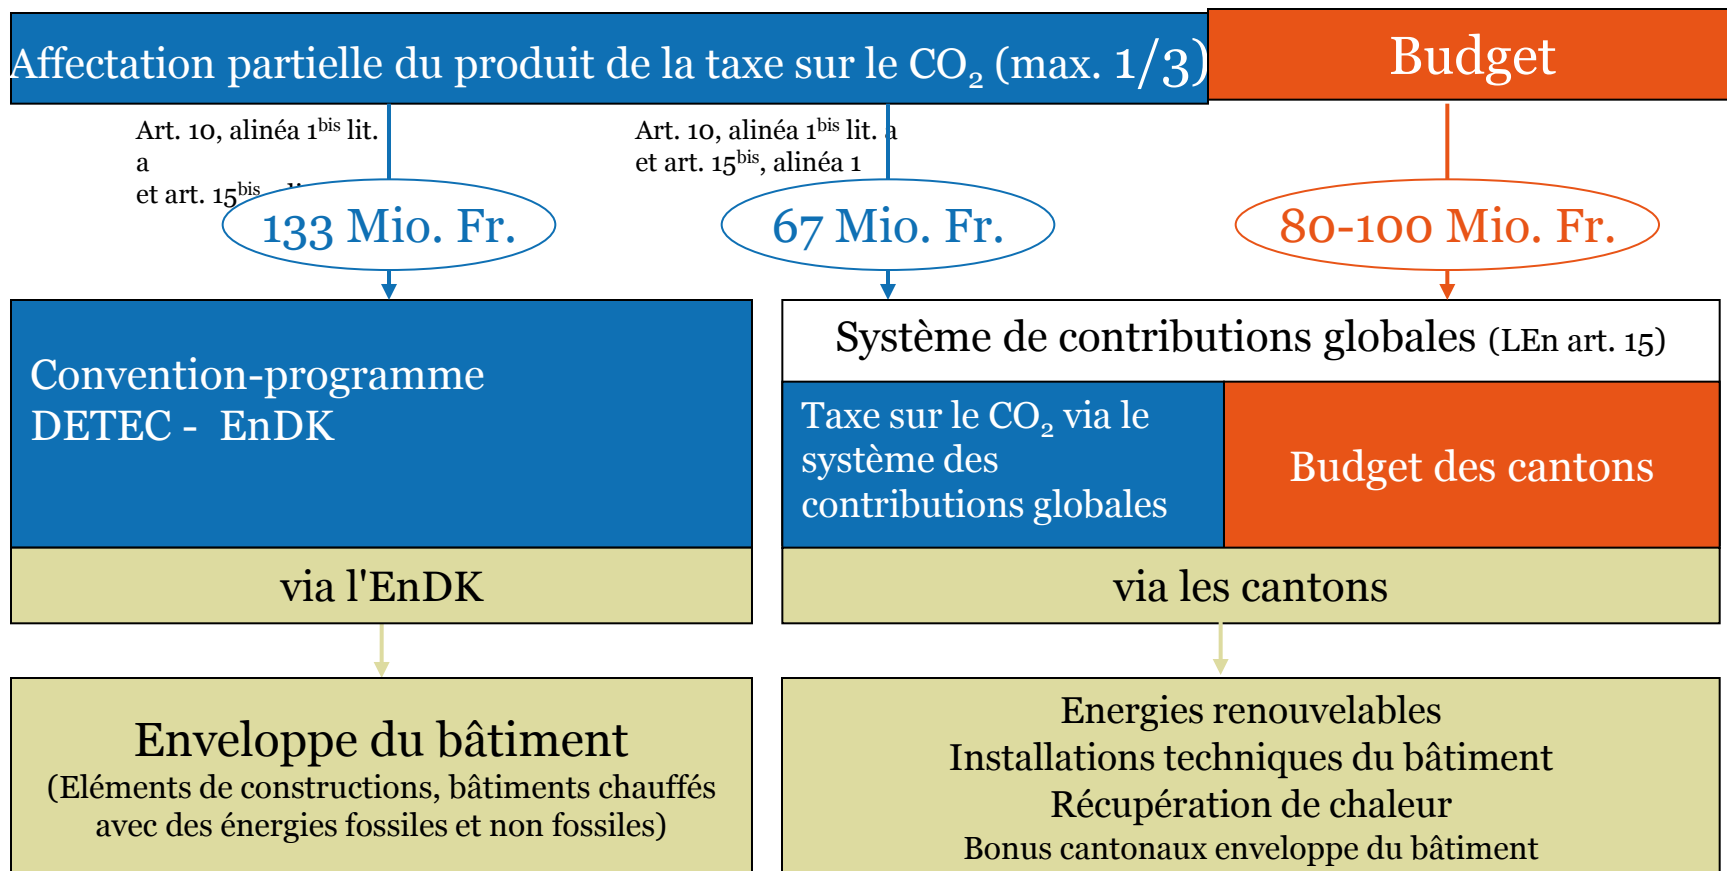 Affectation partielle du produit de la taxe sur le CO₂ (max. 1/3)
Budget
Art. 10, alinéa 1bis lit.
a
et art. 15bis
Art. 10, alinéa 1bis lit. a
et art. 15bis, alinéa 1
133 Mio. Fr.
67 Mio. Fr.
80-100 Mio. Fr.
Convention-programme
DETEC - EnDK
via l'EnDK
Système de contributions globales (LEn art. 15)
Taxe sur le CO₂ via le
système des
contributions globales
Budget des cantons
via les cantons
Enveloppe du bâtiment
(Eléments de constructions, bâtiments chauffés
avec des énergies fossiles et non fossiles)
Energies renouvelables
Installations techniques du bâtiment
Récupération de chaleur
Bonus cantonaux enveloppe du bâtiment